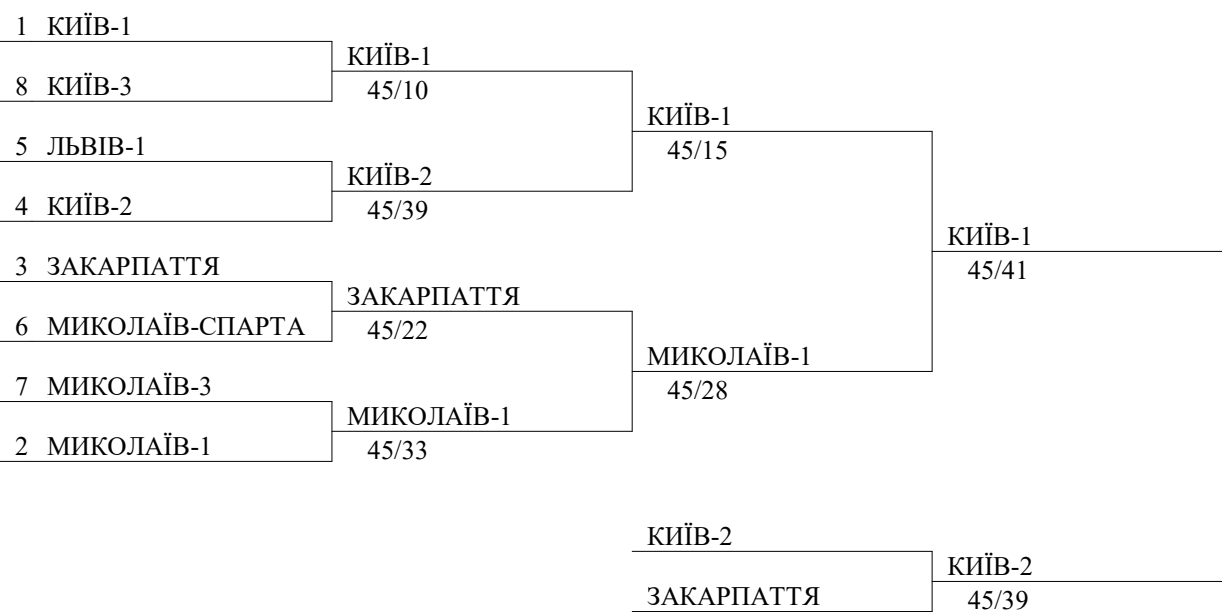 1 КИЇВ-1
КИЇВ-1
8 КИЇВ-3
45/10
КИЇВ-1
5 ЛЬВІВ-1
45/15
КИЇВ-2
4 КИЇВ-2
45/39
КИЇВ-1
3 ЗАКАРПАТТЯ
45/41
ЗАКАРПАТТЯ
6 МИКОЛАЇВ-СПАРТА
45/22
МИКОЛАЇВ-1
7 МИКОЛАЇВ-3
45/28
МИКОЛАЇВ-1
2 МИКОЛАЇВ-1
45/33
КИЇВ-2
КИЇВ-2
ЗАКАРПАТТЯ
45/39